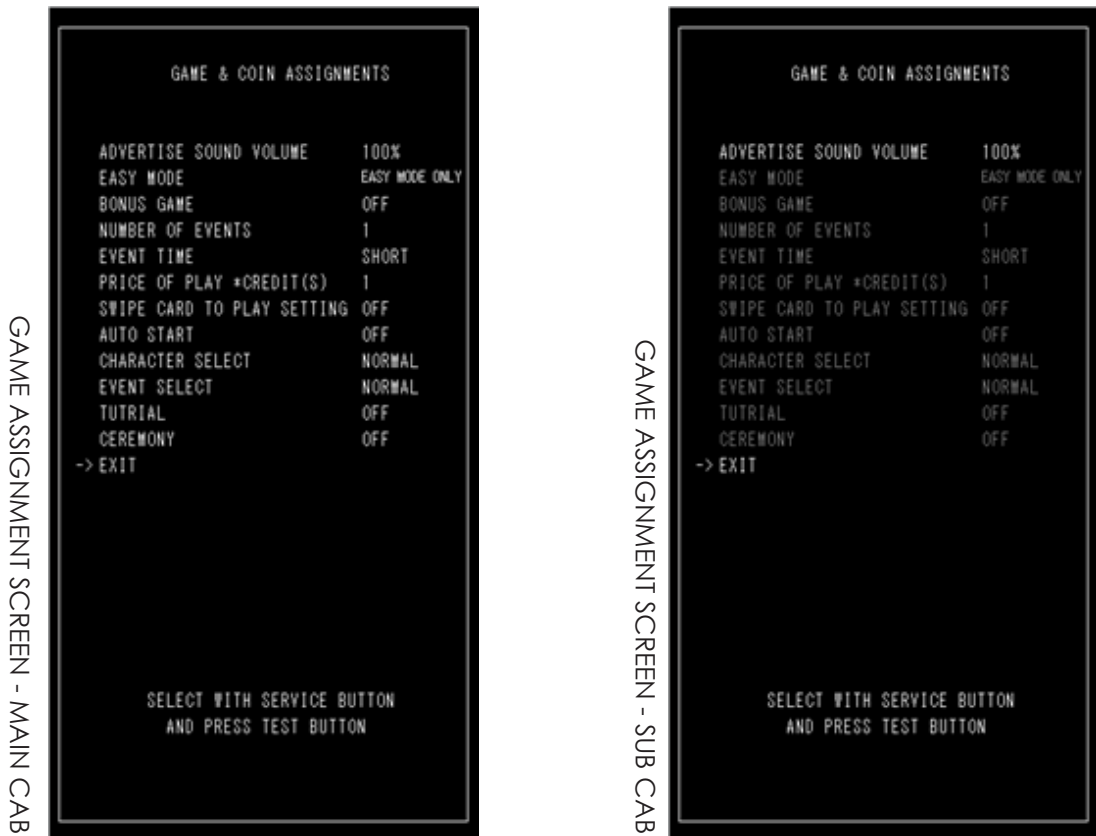 GAME & COIN ASSIGNMENTS
ADVERTISE SOUND VOLUME 100%
EASY MODE EASY MODE ONLY
BONUS GAME OFF
NUMBER OF EVENTS 1
EVENT TIME SHORT
PRICE OF PLAY *CREDIT(S) 1
SWIPE CARD TO PLAY SETTING OFF
AUTO START OFF
CHARACTER SELECT NORMAL
EVENT SELECT NORMAL
TUTRIAL OFF
CEREMONY OFF
-> EXIT
SELECT WITH SERVICE BUTTON
AND PRESS TEST BUTTON
GAME ASSIGNMENT SCREEN - MAIN CAB
GAME & COIN ASSIGNMENTS
ADVERTISE SOUND VOLUME 100%
EASY MODE EASY MODE ONLY
BONUS GAME OFF
NUMBER OF EVENTS 1
EVENT TIME SHORT
PRICE OF PLAY *CREDIT(S) 1
SWIPE CARD TO PLAY SETTING OFF
AUTO START OFF
CHARACTER SELECT NORMAL
EVENT SELECT NORMAL
TUTRIAL OFF
CEREMONY OFF
-> EXIT
SELECT WITH SERVICE BUTTON
AND PRESS TEST BUTTON
GAME ASSIGNMENT SCREEN - SUB CAB